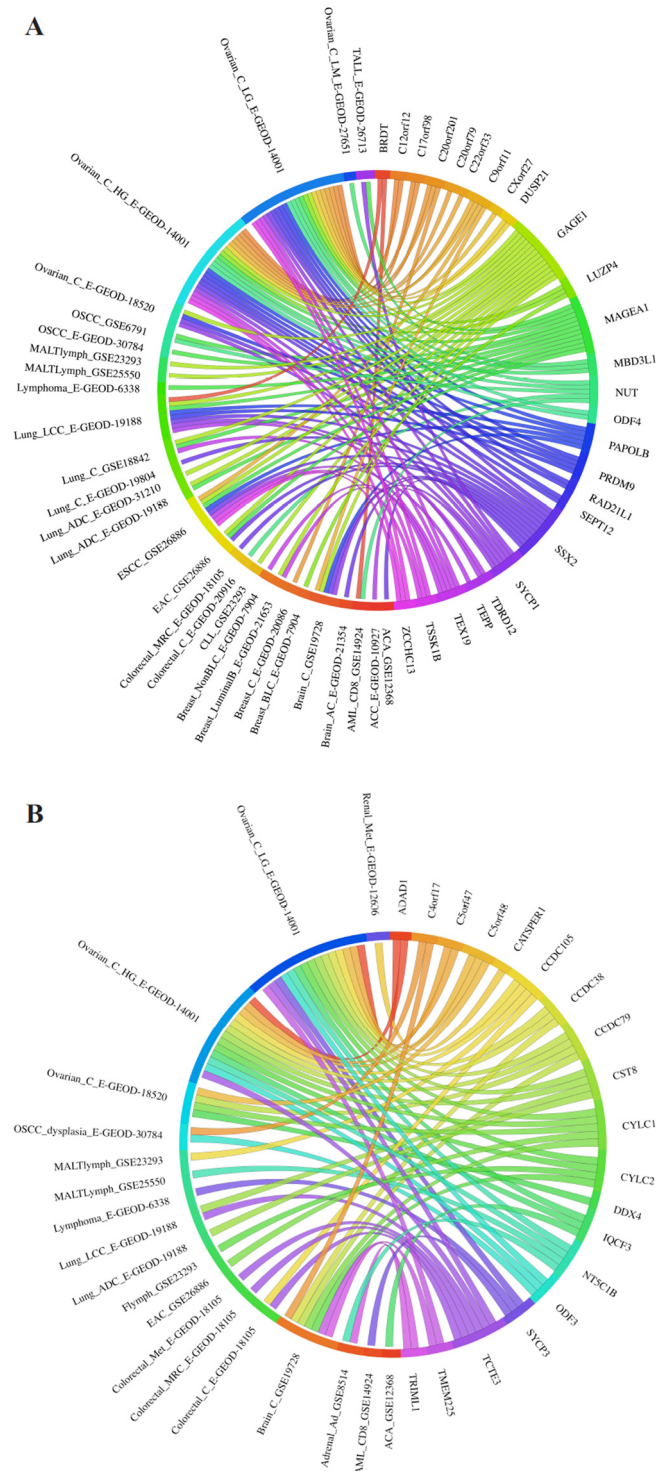 A
Ovarian_C_LG_E-GEOD-14001
Ovarian_C_LM_E-GEOD-27651
TALL_E-GEOD-26713
BRDT
C12orf12
C17orf98
C20orf201
C20orf79
C22orf33
C9orf11
CXorf27
DUSP21
GAGE1
LUZP4
MAGEA1
MBD3L1
NUT
ODF4
PAPOLB
PRDM9
RAD21L1
SEPT12
SSX2
SYCP1
TDRD12
TEPP
TEX19
TSSK1B
ZCCHC13
ACA_GSE12368
ACC_E-GEOD-10927
AML_CD8_GSE14924
Brain_AC_E-GEOD-21354
Brain_C_GSE19728
Breast_BLC_E-GEOD-7904
Breast_C_E-GEOD-20086
Breast_LuminalB_E-GEOD-21653
Breast_NonBLC_E-GEOD-7904
CLL_GSE23293
Colorectal_C_E-GEOD-20916
Colorectal_MRC_E-GEOD-18105
EAC_GSE26886
ESCC_GSE26886
Lung_ADC_E-GEOD-19188
Lung_ADC_E-GEOD-31210
Lung_C_E-GEOD-19804
Lung_C_GSE18842
Lung_LCC_E-GEOD-19188
Lymphoma_E-GEOD-6338
MALTLymph_GSE25550
MALTlymph_GSE23293
OSCC_E-GEOD-30784
OSCC_GSE6791
Ovarian_C_E-GEOD-18520
Ovarian_C_HG_E-GEOD-14001
B
Ovarian_C_LG_E-GEOD-14001
Renal_Met_E-GEOD-12606
ADAD1
C4orf17
C5orf47
C5orf48
CATSPER1
CCDC105
CCDC38
CCDC79
CST8
CYLC1
CYLC2
DDX4
IQCF3
NT5C1B
ODF3
SYCP3
TCTE3
TMEM225
TRIML1
ACA_GSE12368
AML_CD8_GSE14924
Adrenal_Ad_GSE8514
Brain_C_GSE19728
Colorectal_C_E-GEOD-18105
Colorectal_MRC_E-GEOD-18105
Colorectal_Met_E-GEOD-18105
EAC_GSE26886
Flymph_GSE23293
Lung_ADC_E-GEOD-19188
Lung_LCC_E-GEOD-19188
Lymphoma_E-GEOD-6338
MALTLymph_GSE25550
MALTlymph_GSE23293
OSCC_dysplasia_E-GEOD-30784
Ovarian_C_E-GEOD-18520
Ovarian_C_HG_E-GEOD-14001